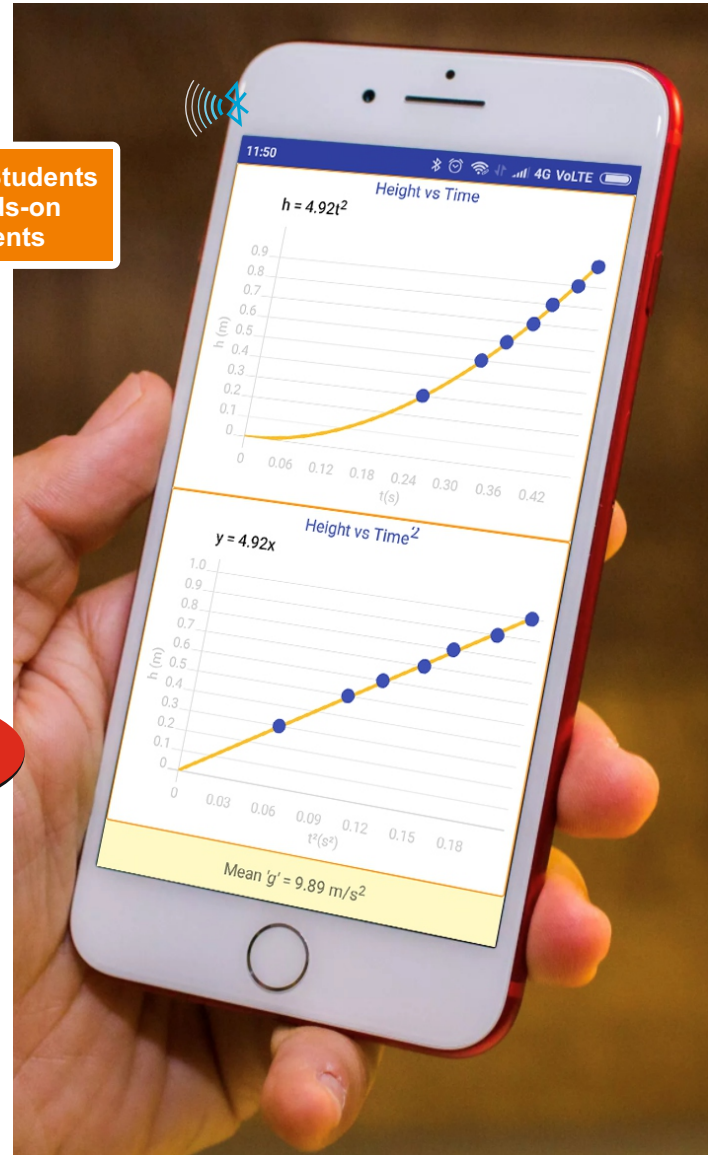 Students
11:50
4G VoLTE
Height vs Time
h = 4.92t²
0.9
0.8
0.7
0.6
0.5
0.4
0.3
0.2
0.1
0
h (m)
0 0.06 0.12 0.18 0.24 0.30 0.36 0.42
t(s)
Height vs Time²
y = 4.92x
1.0
0.9
0.8
0.7
0.6
0.5
0.4
0.3
0.2
0.1
0
h (m)
0 0.03 0.06 0.09 0.12 0.15 0.18
t²(s²)
Mean 'g' = 9.89 m/s²